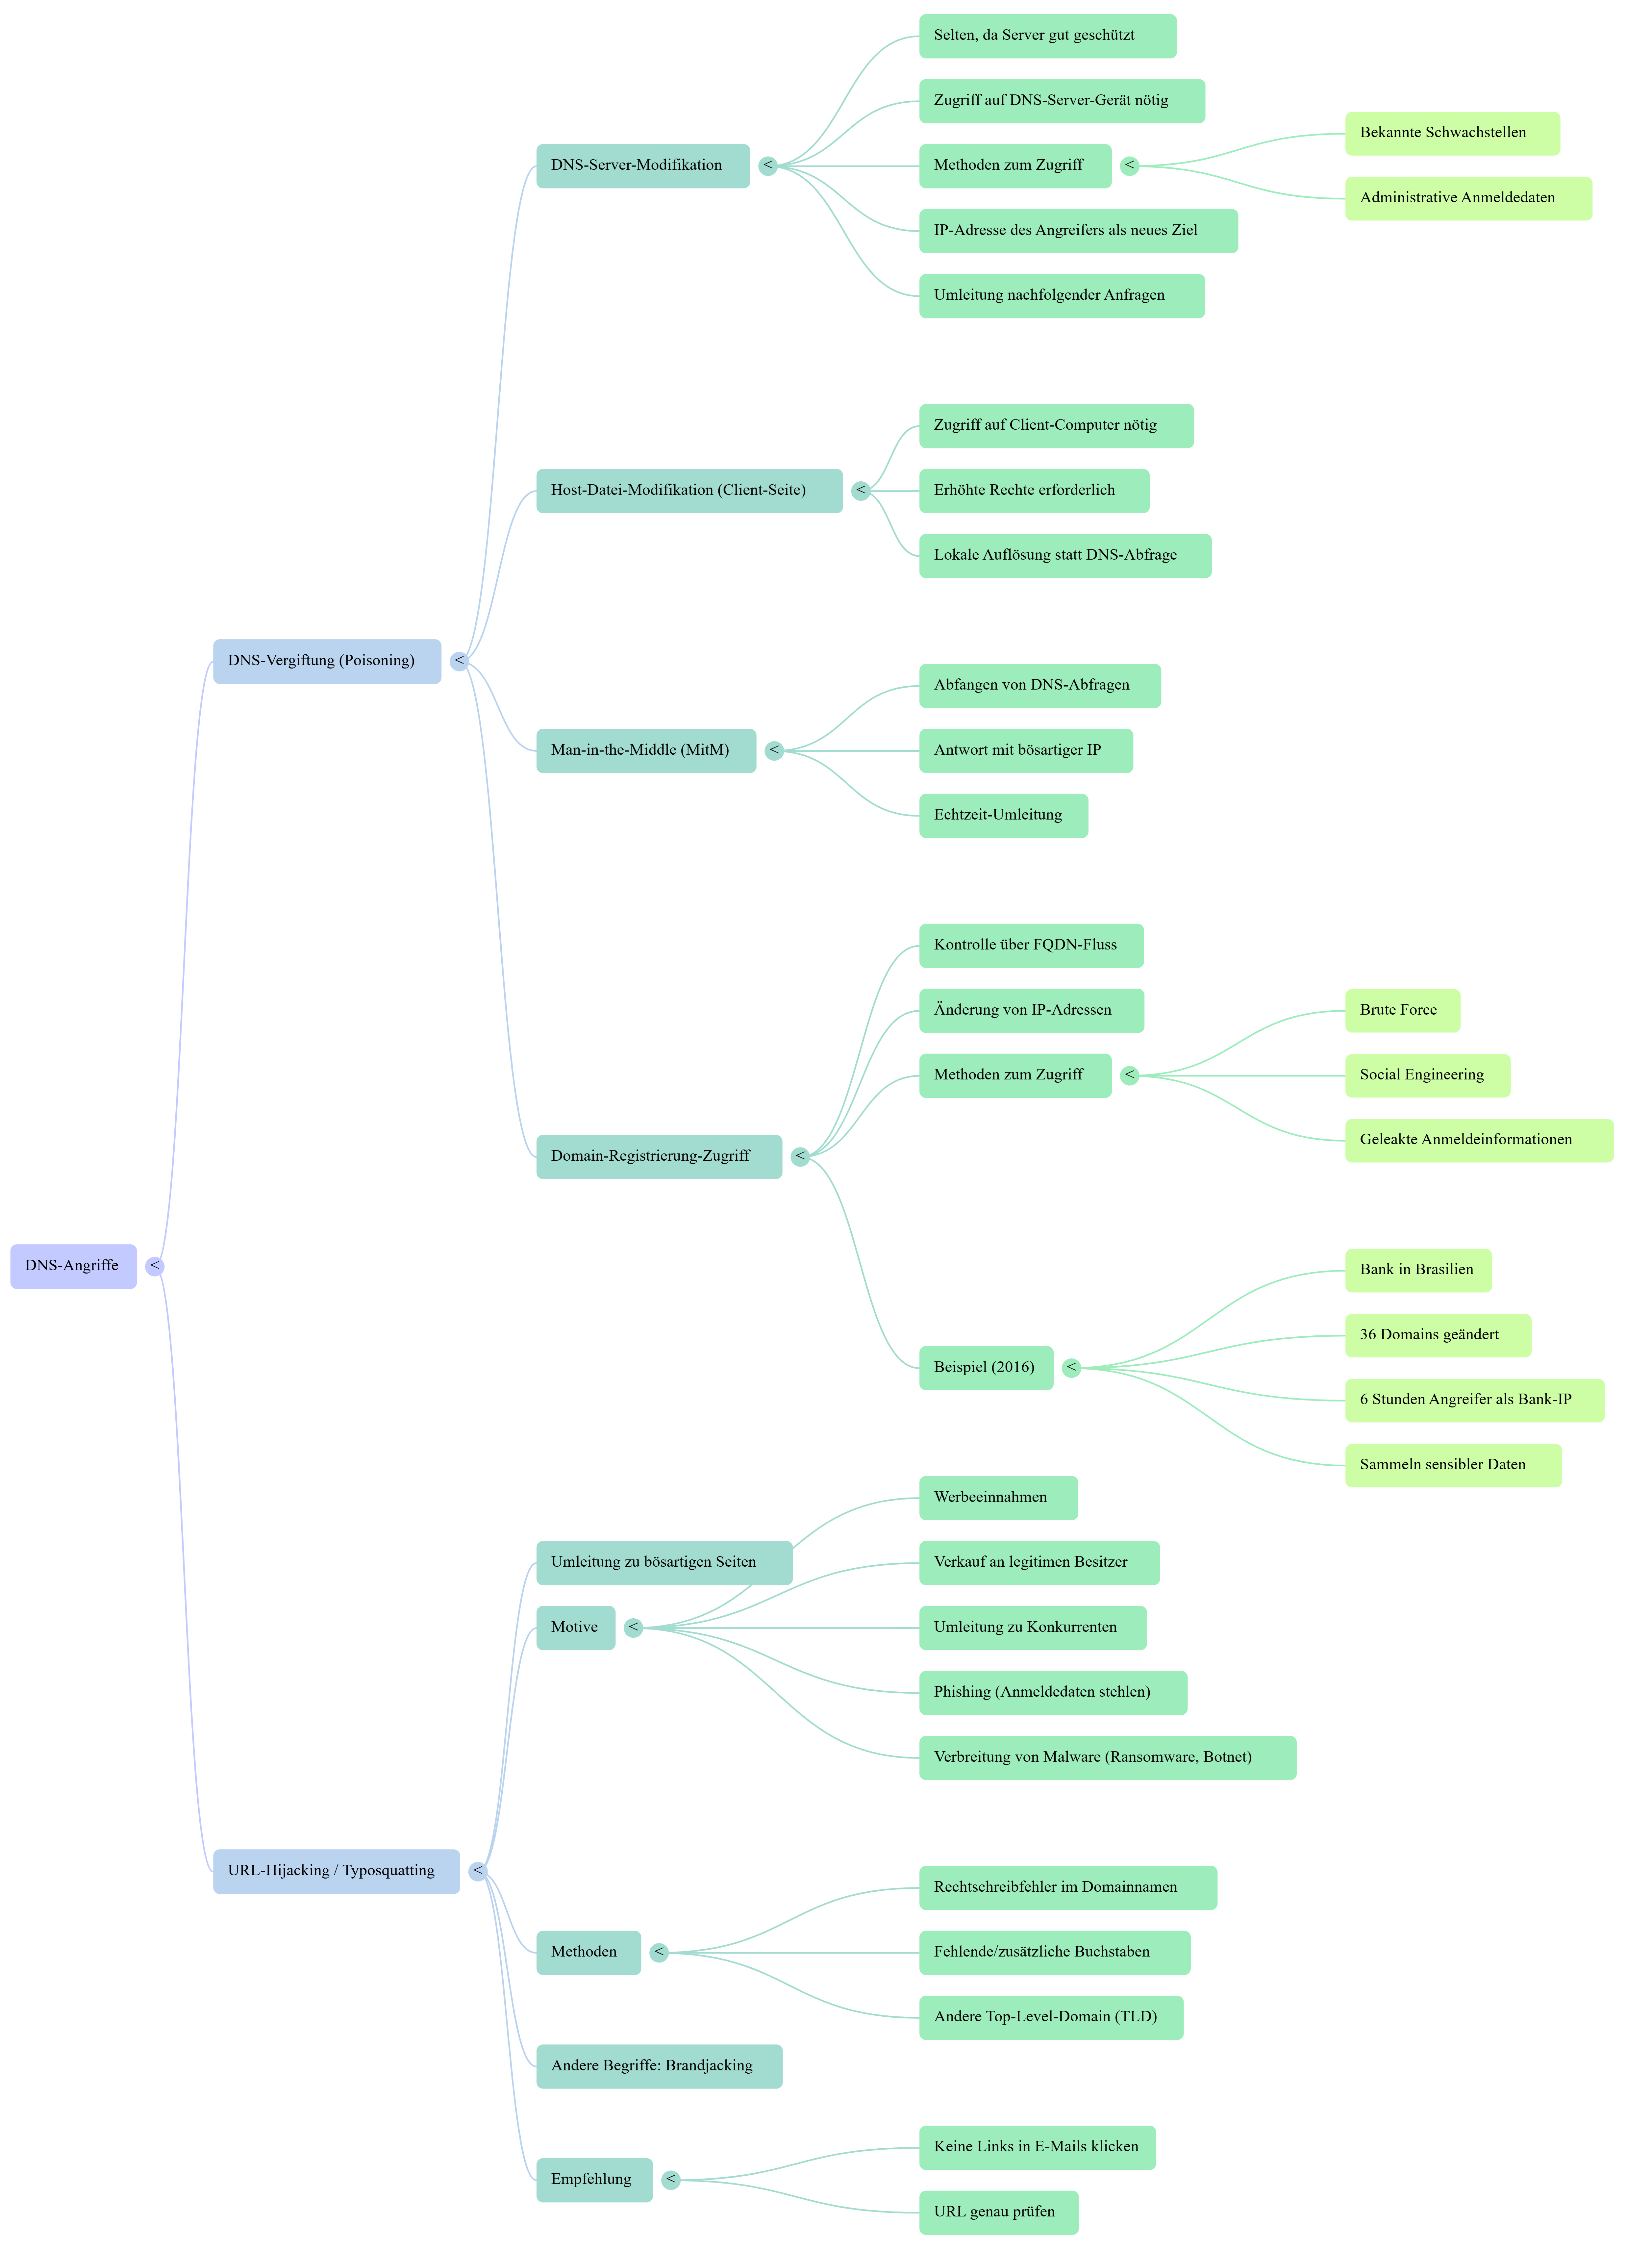 DNS-Angriffe
<
DNS-Vergiftung (Poisoning)
<
DNS-Server-Modifikation
<
Selten, da Server gut geschützt
Zugriff auf DNS-Server-Gerät nötig
Methoden zum Zugriff
<
Bekannte Schwachstellen
Administrative Anmeldedaten
IP-Adresse des Angreifers als neues Ziel
Umleitung nachfolgender Anfragen
Host-Datei-Modifikation (Client-Seite)
<
Zugriff auf Client-Computer nötig
Erhöhte Rechte erforderlich
Lokale Auflösung statt DNS-Abfrage
Man-in-the-Middle (MitM)
<
Abfangen von DNS-Abfragen
Antwort mit bösartiger IP
Echtzeit-Umleitung
Domain-Registrierung-Zugriff
<
Kontrolle über FQDN-Fluss
Änderung von IP-Adressen
Methoden zum Zugriff
<
Brute Force
Social Engineering
Geleakte Anmeldeinformationen
Beispiel (2016)
<
Bank in Brasilien
36 Domains geändert
6 Stunden Angreifer als Bank-IP
Sammeln sensibler Daten
URL-Hijacking / Typosquatting
<
Umleitung zu bösartigen Seiten
Motive
<
Werbeeinnahmen
Verkauf an legitimen Besitzer
Umleitung zu Konkurrenten
Phishing (Anmeldedaten stehlen)
Verbreitung von Malware (Ransomware, Botnet)
Methoden
<
Rechtschreibfehler im Domainnamen
Fehlende/zusätzliche Buchstaben
Andere Top-Level-Domain (TLD)
Andere Begriffe: Brandjacking
Empfehlung
<
Keine Links in E-Mails klicken
URL genau prüfen